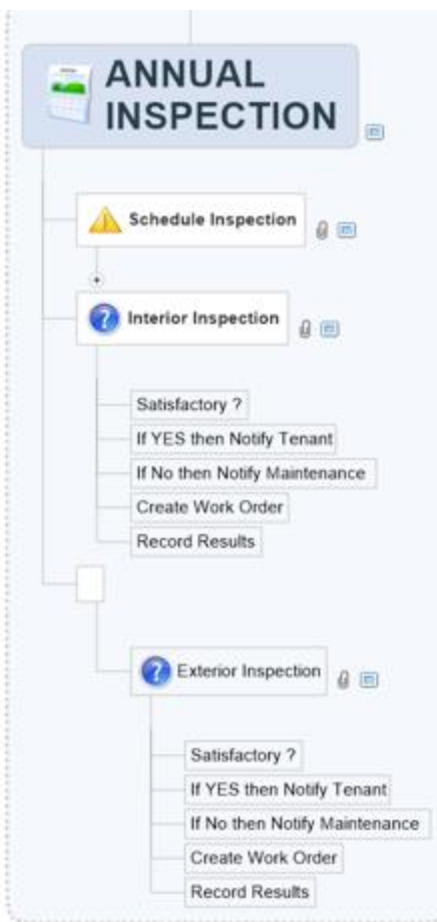 ANNUAL
INSPECTION
Schedule Inspection
Interior Inspection
Satisfactory ?
If YES then Notify Tenant
If No then Notify Maintenance
Create Work Order
Record Results
Exterior Inspection
Satisfactory ?
If YES then Notify Tenant
If No then Notify Maintenance
Create Work Order
Record Results